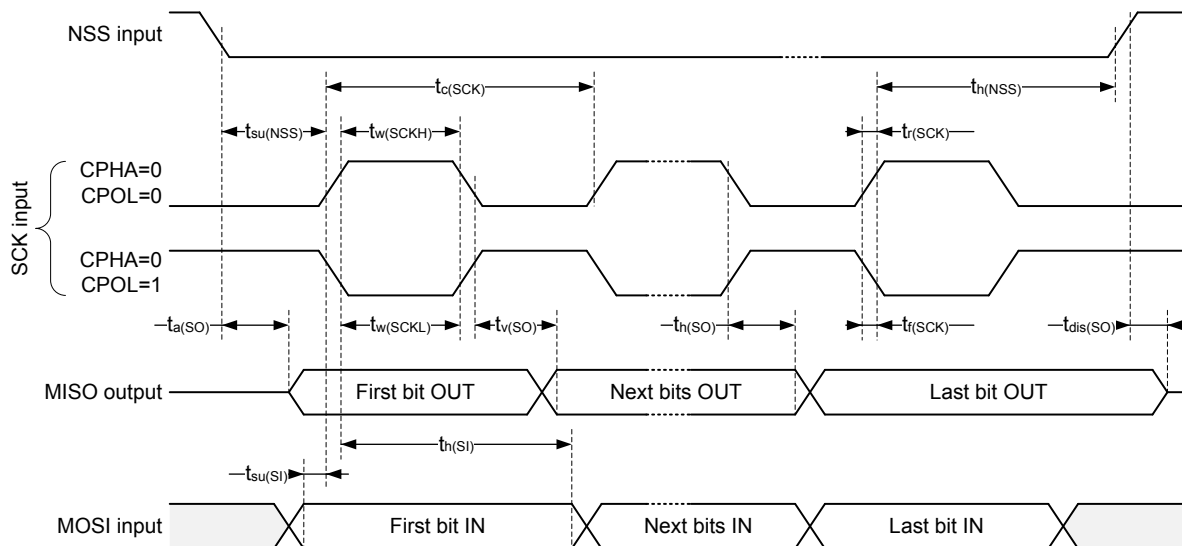 NSS input
tc(SCK)
th(NSS)
tsu(NSS)
tw(SCKH)
tr(SCK)
SCK input
CPHA=0
CPOL=0
CPHA=0
CPOL=1
ta(SO)
tw(SCKL)
tv(SO)
th(SO)
tf(SCK)
tdis(SO)
MISO output
First bit OUT
Next bits OUT
Last bit OUT
th(SI)
tsu(SI)
MOSI input
First bit IN
Next bits IN
Last bit IN